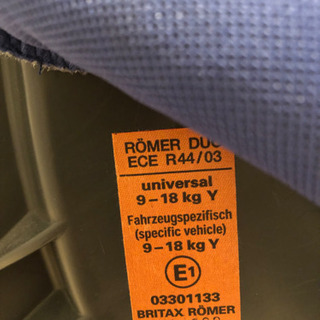 RÖMER DUO
ECE R44/03
universal
9 – 18 kg Y
Fahrzeugspezifisch
(specific vehicle)
9 – 18 kg Y
E1
03301133
BRITAX RÖMER